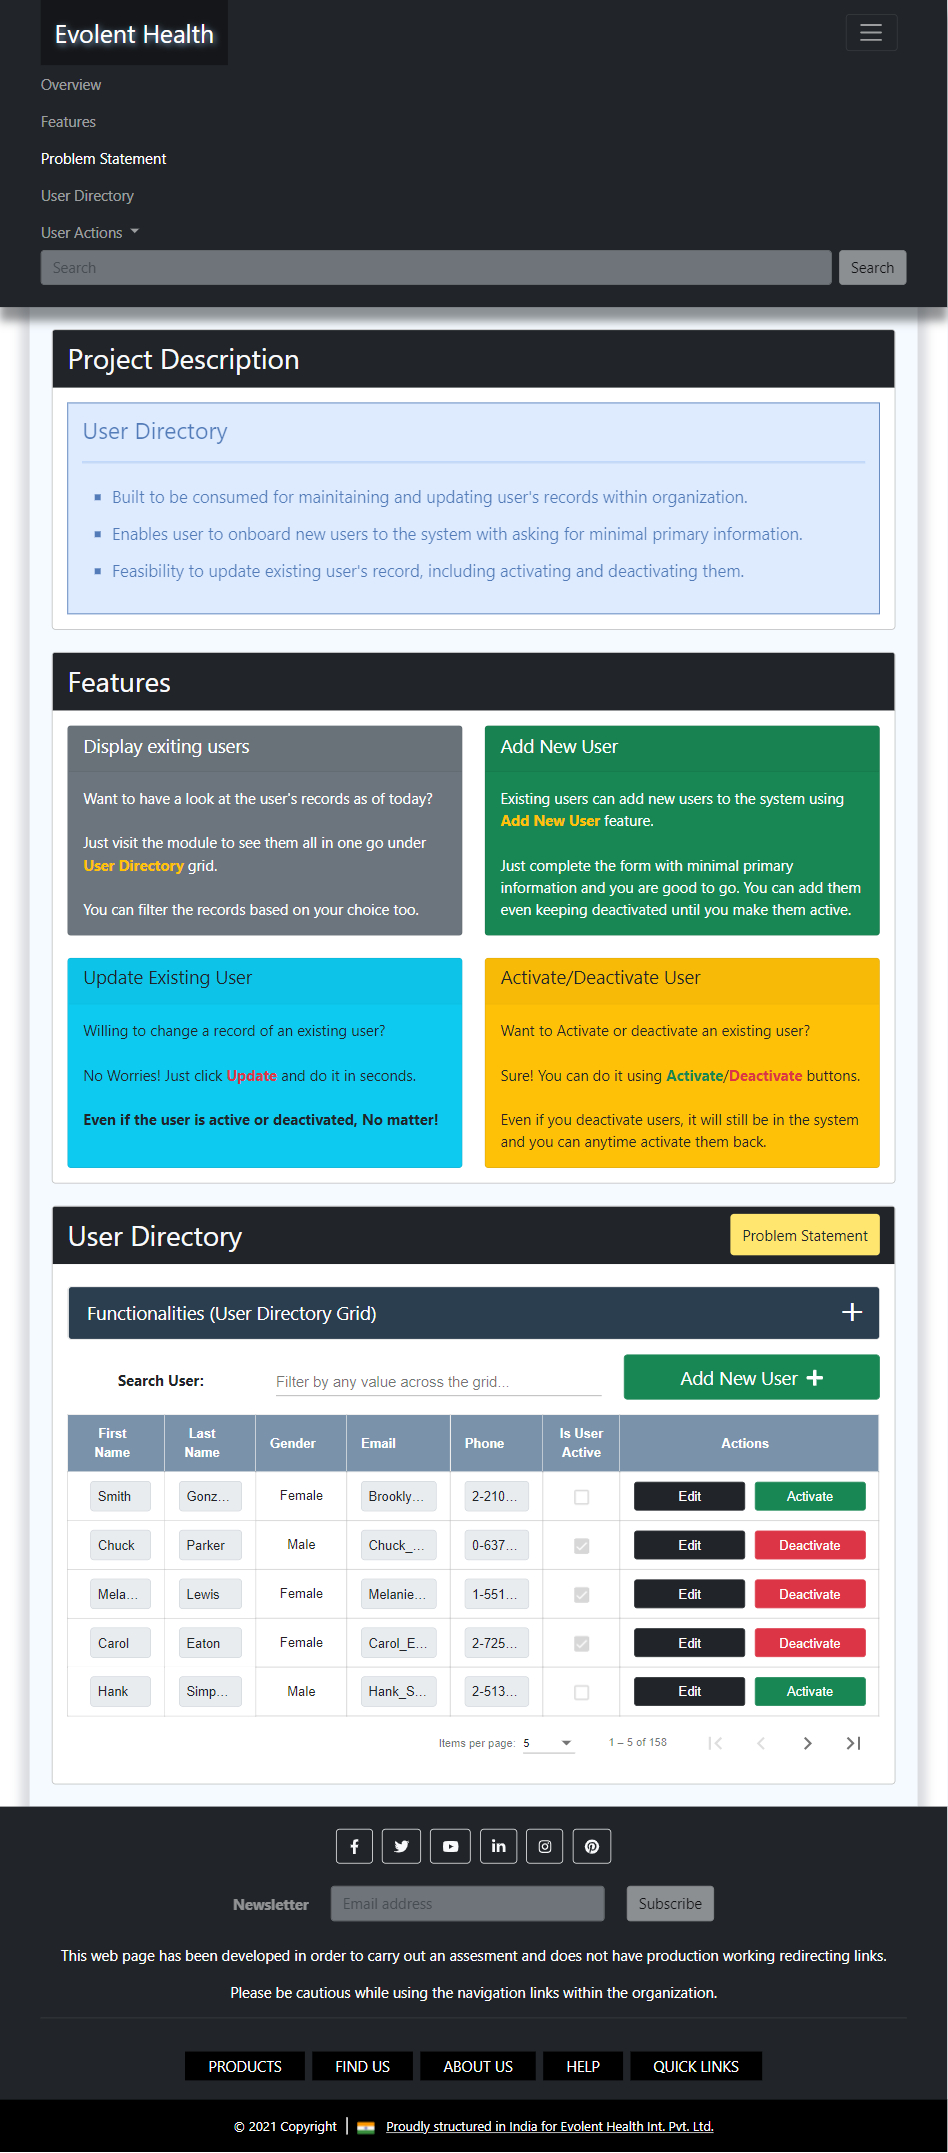 Evolent Health
Overview
Features
Problem Statement
User Directory
User Actions
Search Search
Project Description
User Directory
Built to be consumed for mainitaining and updating user's records within organization.
Enables user to onboard new users to the system with asking for minimal primary information.
Feasibility to update existing user's record, including activating and deactivating them.
Features
Display exiting users
Want to have a look at the user's records as of today?
Just visit the module to see them all in one go under
User Directory grid.
You can filter the records based on your choice too.
Add New User
Existing users can add new users to the system using
Add New User feature.
Just complete the form with minimal primary
information and you are good to go. You can add them
even keeping deactivated until you make them active.
Update Existing User
Willing to change a record of an existing user?
No Worries! Just click Update and do it in seconds.
Even if the user is active or deactivated, No matter!
Activate/Deactivate User
Want to Activate or deactivate an existing user?
Sure! You can do it using Activate/Deactivate buttons.
Even if you deactivate users, it will still be in the system
and you can anytime activate them back.
User Directory Problem Statement
Functionalities (User Directory Grid)
Search User: Filter by any value across the grid... Add New User
First Name Last Name Gender Email Phone Is User Active Actions
Smith Gonz... Female Brookly... 2-210... Edit Activate
Chuck Parker Male Chuck_... 0-637... Edit Deactivate
Mela... Lewis Female Melanie... 1-551... Edit Deactivate
Carol Eaton Female Carol_E... 2-725... Edit Deactivate
Hank Simp... Male Hank_S... 2-513... Edit Activate
Items per page: 5 1 – 5 of 158
Newsletter Email address Subscribe
This web page has been developed in order to carry out an assesment and does not have production working redirecting links.
Please be cautious while using the navigation links within the organization.
PRODUCTS FIND US ABOUT US HELP QUICK LINKS
© 2021 Copyright | Proudly structured in India for Evolent Health Int. Pvt. Ltd.